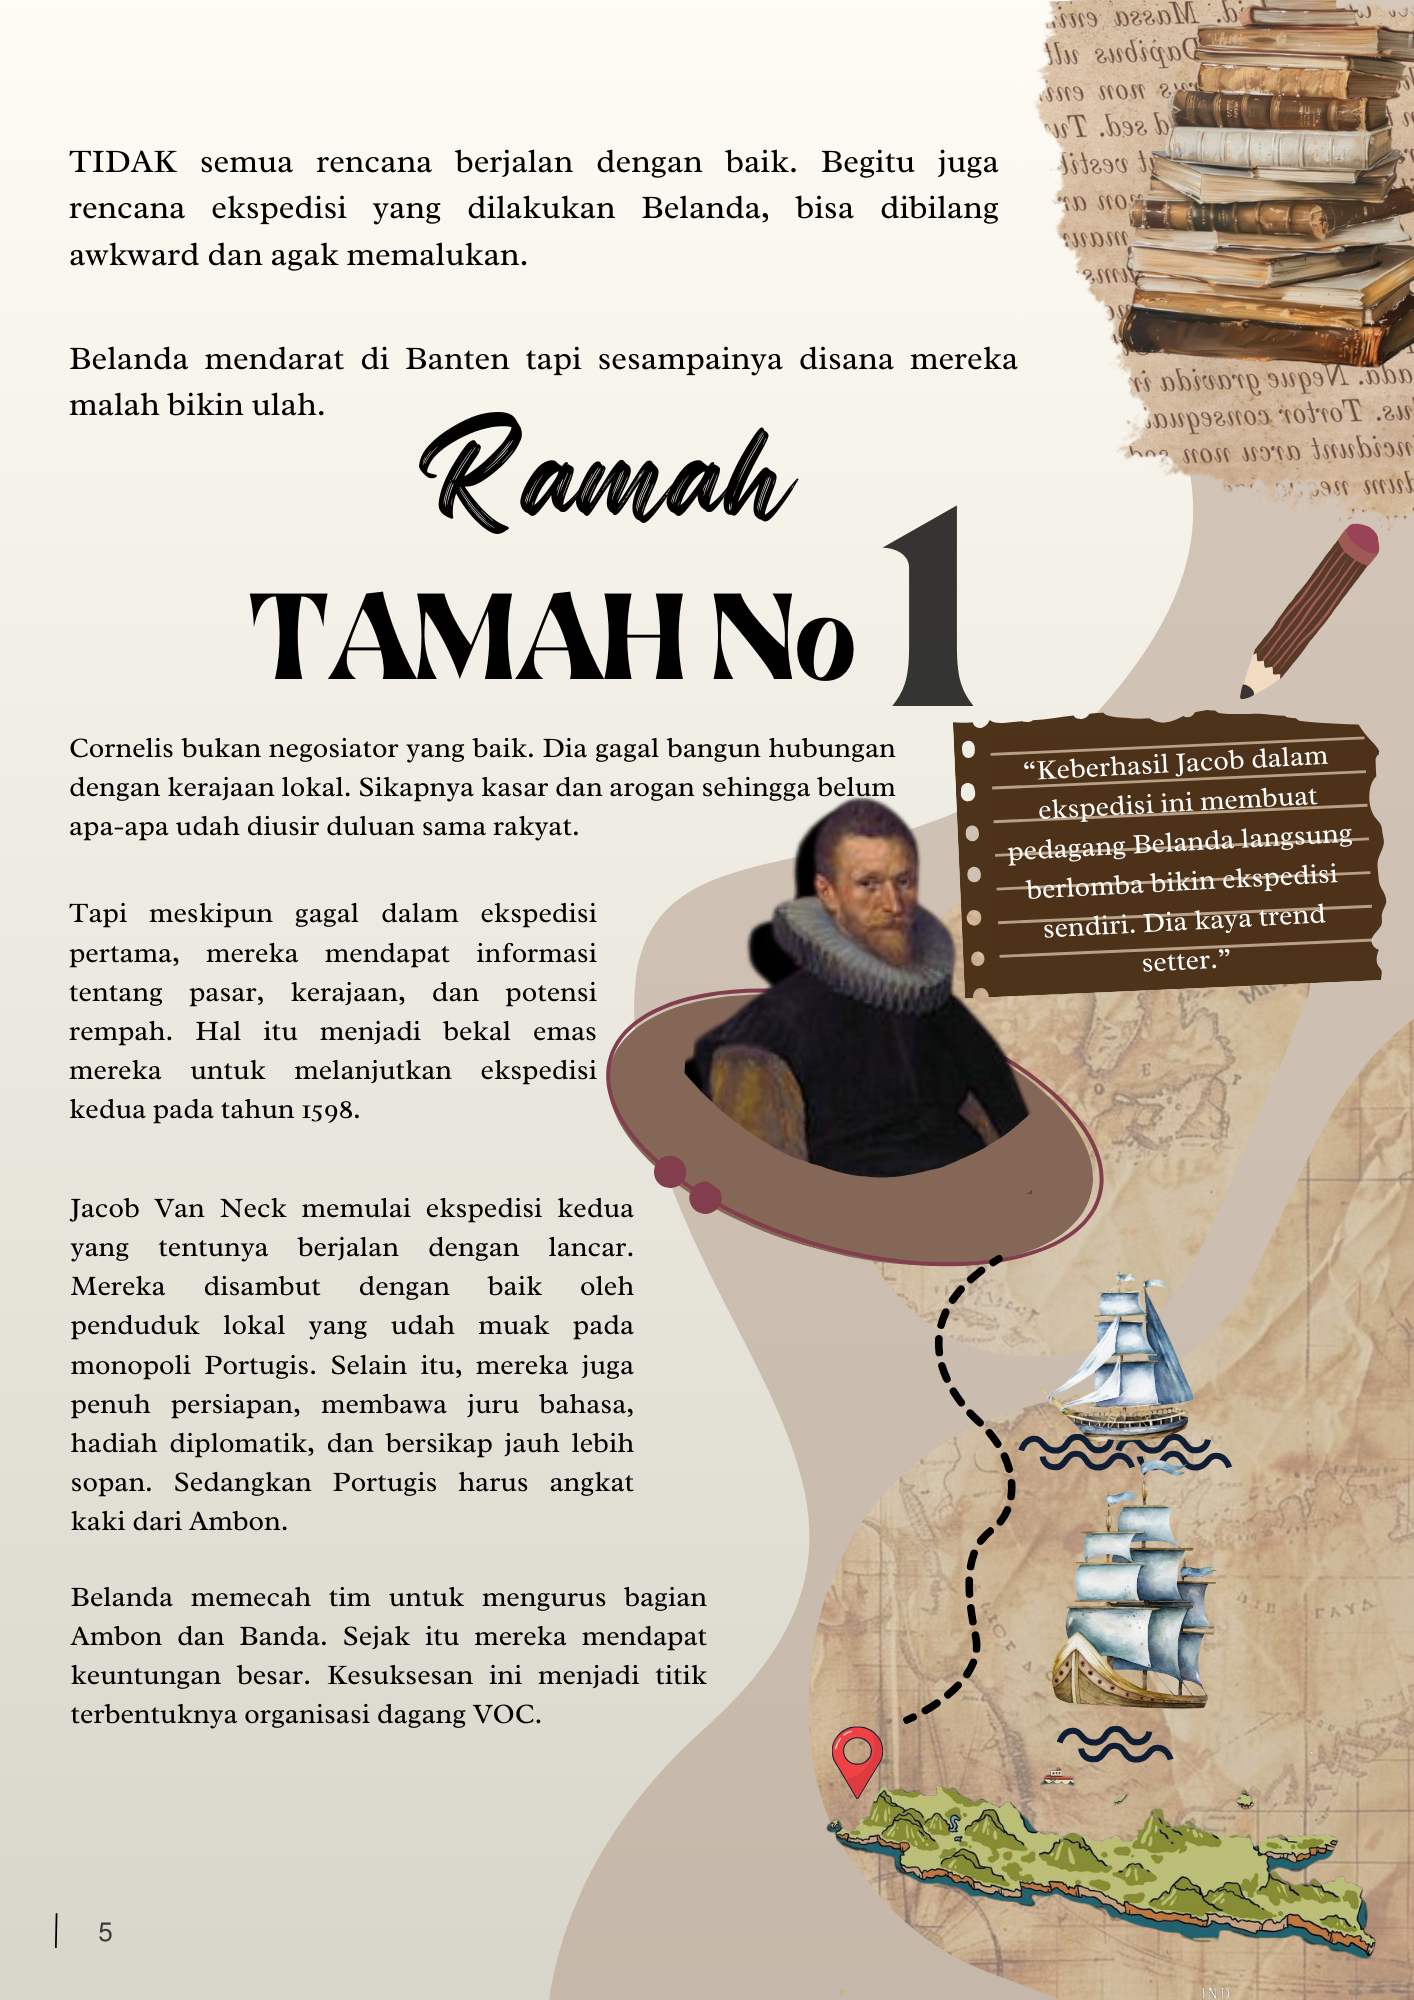 TIDAK semua rencana berjalan dengan baik. Begitu juga
rencana ekspedisi yang dilakukan Belanda, bisa dibilang
awkward dan agak memalukan.
Belanda mendarat di Banten tapi sesampainya disana mereka
malah bikin ulah.
Ramah
TAMAH No 1
Cornelis bukan negosiator yang baik. Dia gagal bangun hubungan
dengan kerajaan lokal. Sikapnya kasar dan arogan sehingga belum
apa-apa udah diusir duluan sama rakyat.
“Keberhasil Jacob dalam
ekspedisi ini membuat
pedagang Belanda langsung
berlomba bikin ekspedisi
sendiri. Dia kaya trend
setter.”
Tapi meskipun gagal dalam ekspedisi
pertama, mereka mendapat informasi
tentang pasar, kerajaan, dan potensi
rempah. Hal itu menjadi bekal emas
mereka untuk melanjutkan ekspedisi
kedua pada tahun 1598.
Jacob Van Neck memulai ekspedisi kedua
yang tentunya berjalan dengan lancar.
Mereka disambut dengan baik oleh
penduduk lokal yang udah muak pada
monopoli Portugis. Selain itu, mereka juga
penuh persiapan, membawa juru bahasa,
hadiah diplomatik, dan bersikap jauh lebih
sopan. Sedangkan Portugis harus angkat
kaki dari Ambon.
Belanda memecah tim untuk mengurus bagian
Ambon dan Banda. Sejak itu mereka mendapat
keuntungan besar. Kesuksesan ini menjadi titik
terbentuknya organisasi dagang VOC.
5